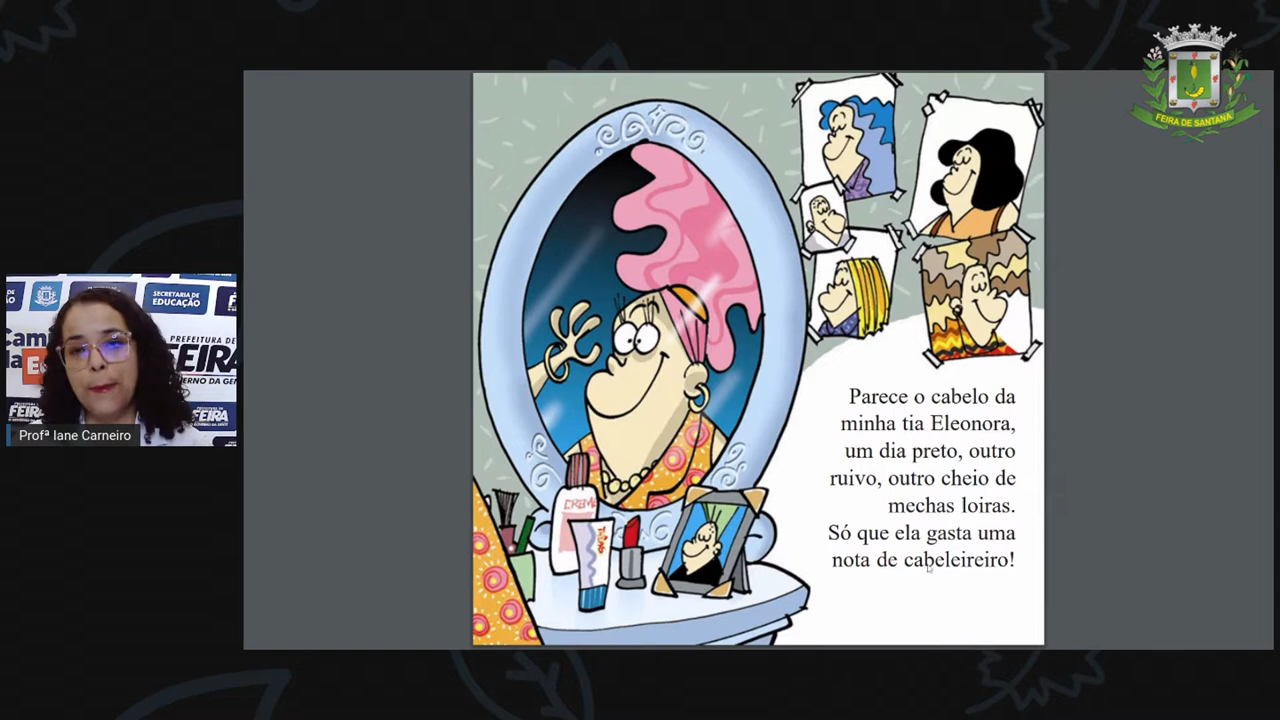 FEIRA DE SANTANA
Parece o cabelo da
minha tia Eleonora,
um dia preto, outro
ruivo, outro cheio de
mechas loiras.
Só que ela gasta uma
nota de cabeleireiro!
CREME
SECRETARIA DE
EDUCAÇÃO
PREFEITURA DE
FEIRA
Profª Iane Carneiro